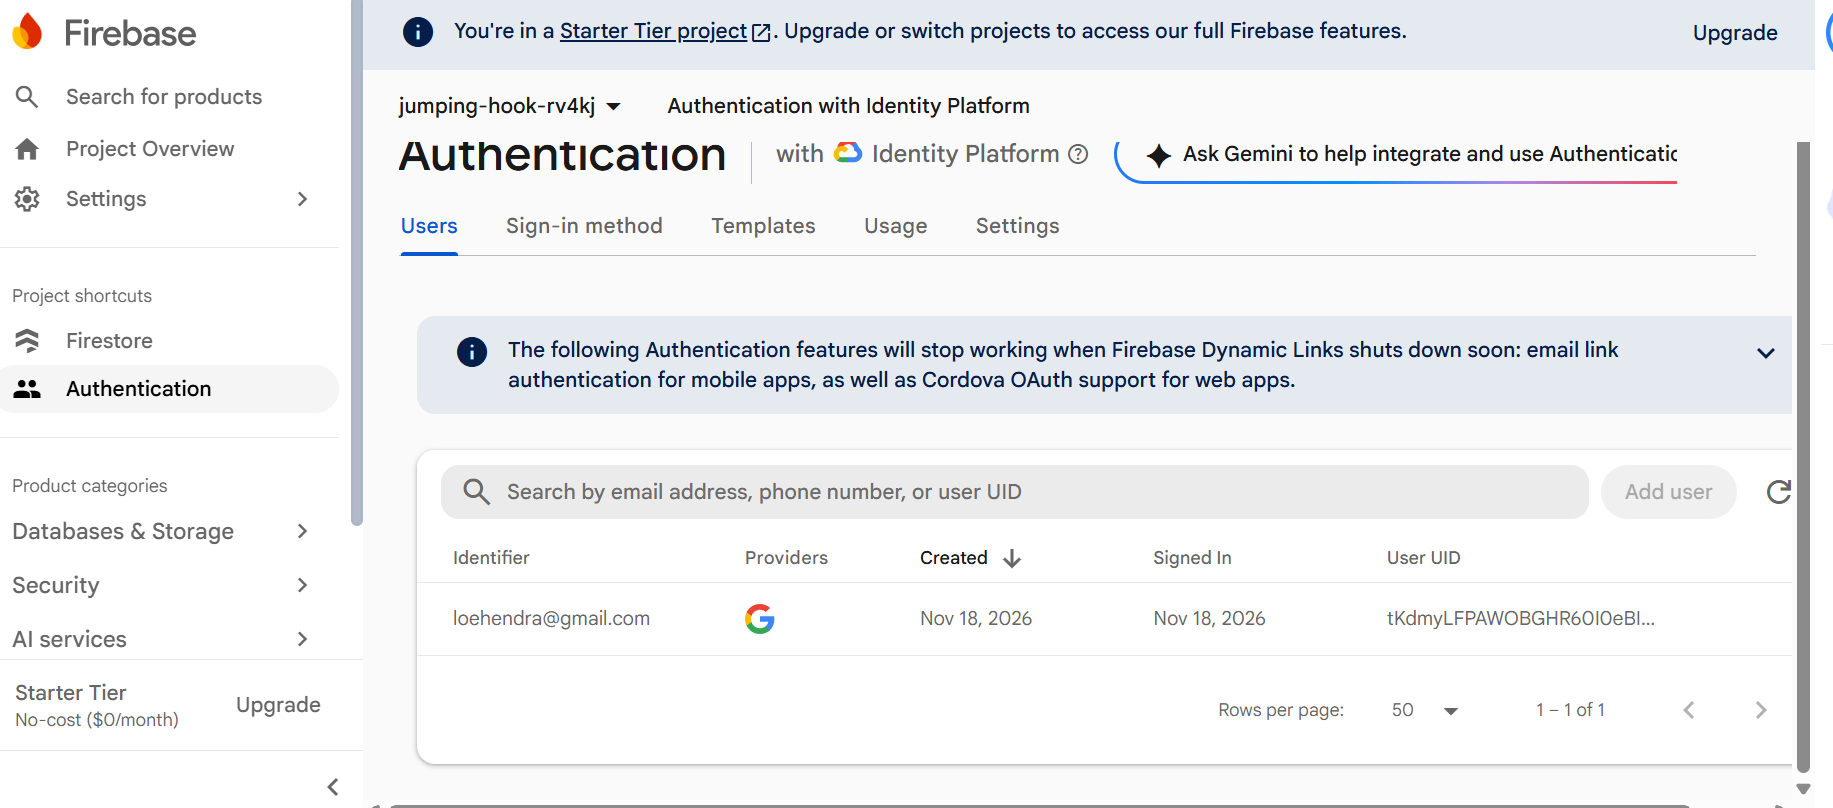 Firebase
Search for products
Project Overview
Settings
Project shortcuts
Firestore
Authentication
Product categories
Databases & Storage
Security
AI services
Starter Tier
No-cost ($0/month)
Upgrade
You're in a Starter Tier project. Upgrade or switch projects to access our full Firebase features.
Upgrade
jumping-hook-rv4kj
Authentication with Identity Platform
Authentication
with Identity Platform
Ask Gemini to help integrate and use Authenticatic
Users
Sign-in method
Templates
Usage
Settings
The following Authentication features will stop working when Firebase Dynamic Links shuts down soon: email link
authentication for mobile apps, as well as Cordova OAuth support for web apps.
Search by email address, phone number, or user UID
Add user
Identifier
Providers
Created
Signed In
User UID
loehendra@gmail.com
Nov 18, 2026
Nov 18, 2026
tKdmyLFPAWOBGHR60I0eBI...
Rows per page:
50
1 – 1 of 1